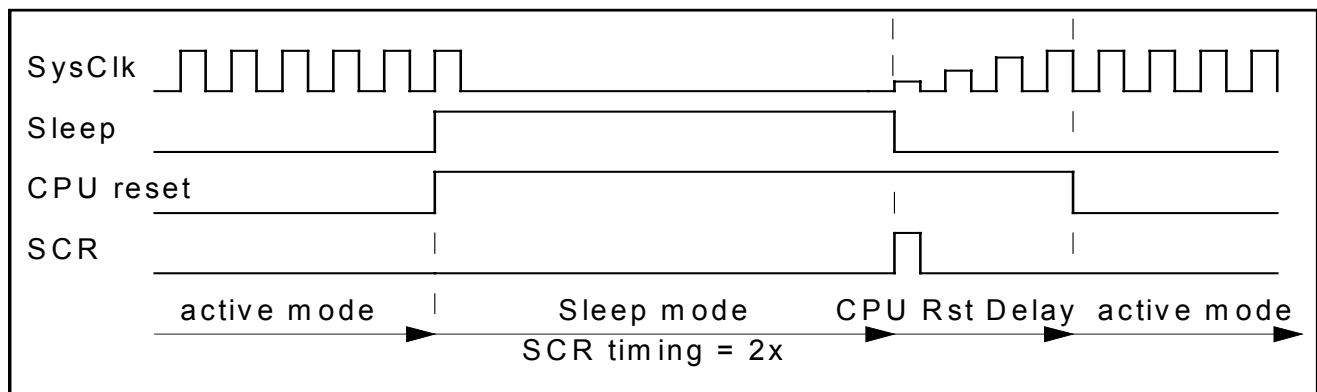 SysClk
Sleep
CPU reset
SCR
active mode Sleep mode CPU Rst Delay active mode
SCR timing = 2x